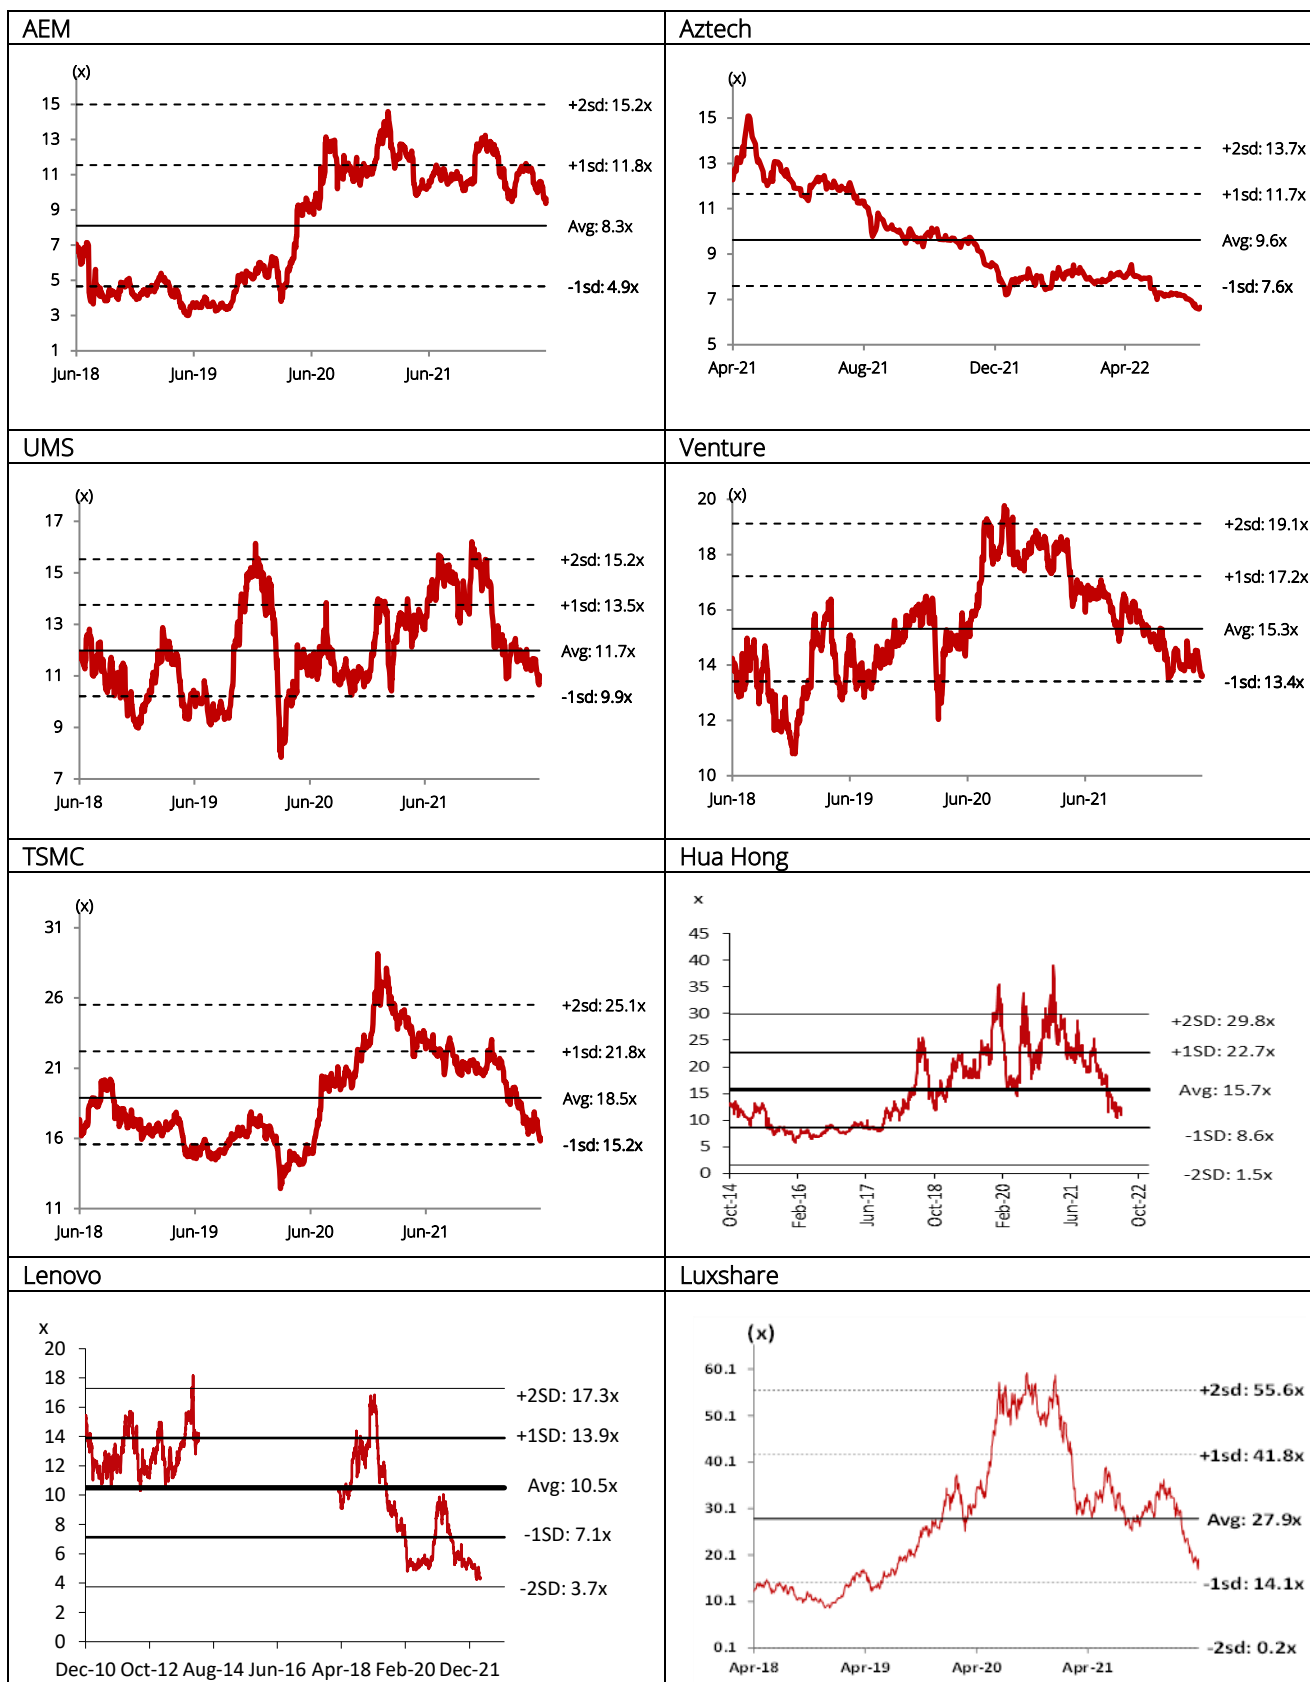 AEM
(x)
15
13
11
9
7
5
3
1
+2sd: 15.2x
+1sd: 11.8x
Avg: 8.3x
-1sd: 4.9x
Jun-18 Jun-19 Jun-20 Jun-21
Aztech
(x)
15
13
11
9
7
5
+2sd: 13.7x
+1sd: 11.7x
Avg: 9.6x
-1sd: 7.6x
Apr-21 Aug-21 Dec-21 Apr-22
UMS
(x)
17
15
13
11
9
7
+2sd: 15.2x
+1sd: 13.5x
Avg: 11.7x
-1sd: 9.9x
Jun-18 Jun-19 Jun-20 Jun-21
Venture
(x)
20
18
16
14
12
10
+2sd: 19.1x
+1sd: 17.2x
Avg: 15.3x
-1sd: 13.4x
Jun-18 Jun-19 Jun-20 Jun-21
TSMC
(x)
31
26
21
16
11
+2sd: 25.1x
+1sd: 21.8x
Avg: 18.5x
-1sd: 15.2x
Jun-18 Jun-19 Jun-20 Jun-21
Hua Hong
x
45
40
35
30
25
20
15
10
5
0
+2SD: 29.8x
+1SD: 22.7x
Avg: 15.7x
-1SD: 8.6x
-2SD: 1.5x
Oct-14 Feb-16 Jun-17 Oct-18 Feb-20 Jun-21 Oct-22
Lenovo
x
20
18
16
14
12
10
8
6
4
2
0
+2SD: 17.3x
+1SD: 13.9x
Avg: 10.5x
-1SD: 7.1x
-2SD: 3.7x
Dec-10 Oct-12 Aug-14 Jun-16 Apr-18 Feb-20 Dec-21
Luxshare
(x)
60.1
50.1
40.1
30.1
20.1
10.1
0.1
+2sd: 55.6x
+1sd: 41.8x
Avg: 27.9x
-1sd: 14.1x
-2sd: 0.2x
Apr-18 Apr-19 Apr-20 Apr-21